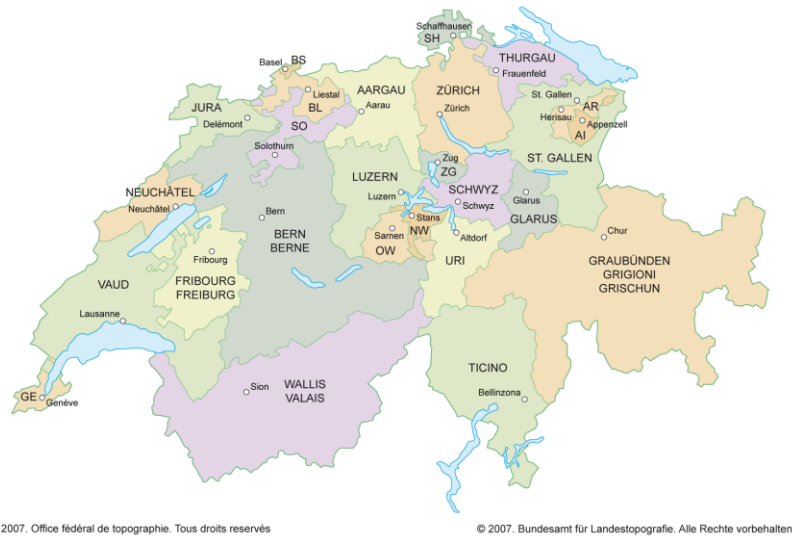 Schaffhausen
SH
THURGAU
Frauenfeld
Basel
BS
Liestal
BL
AARGAU
Aarau
ZÜRICH
Zürich
St. Gallen
AR
Herisau
Appenzell
AI
ST. GALLEN
JURA
Delémont
SO
Solothurn
Zug
ZG
LUZERN
Luzern
SCHWYZ
Schwyz
Glarus
GLARUS
NEUCHÂTEL
Neuchâtel
Bern
BERN
BERNE
Stans
NW
Sarnen
OW
Altdorf
URI
Chur
GRAUBÜNDEN
GRIGIONI
GRISCHUN
Fribourg
FRIBOURG
FREIBURG
VAUD
Lausanne
GE
Genève
Sion
WALLIS
VALAIS
TICINO
Bellinzona
2007. Office fédéral de topographie. Tous droits reservés
© 2007. Bundesamt für Landestopografie. Alle Rechte vorbehalten